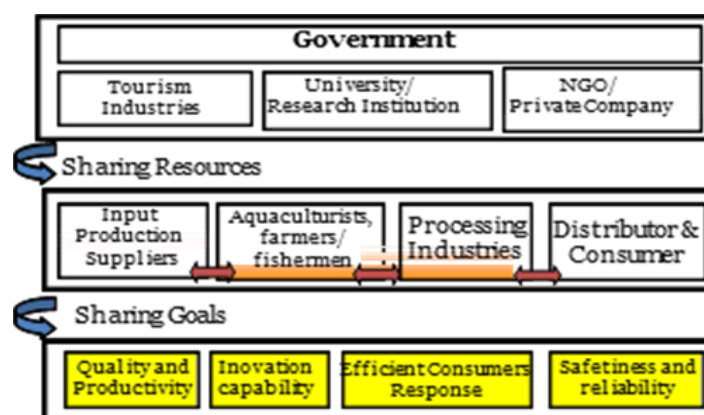 Government
Tourism
Industries
University/
Research Institution
NGO/
Private Company
Sharing Resources
Input
Production
Suppliers
Aquaculturists,
farmers/
fishermen
Processing
Industries
Distributor &
Consumer
Sharing Goals
Quality and
Productivity
Inovation
capability
Efficient Consumers
Response
Safetiness and
reliability